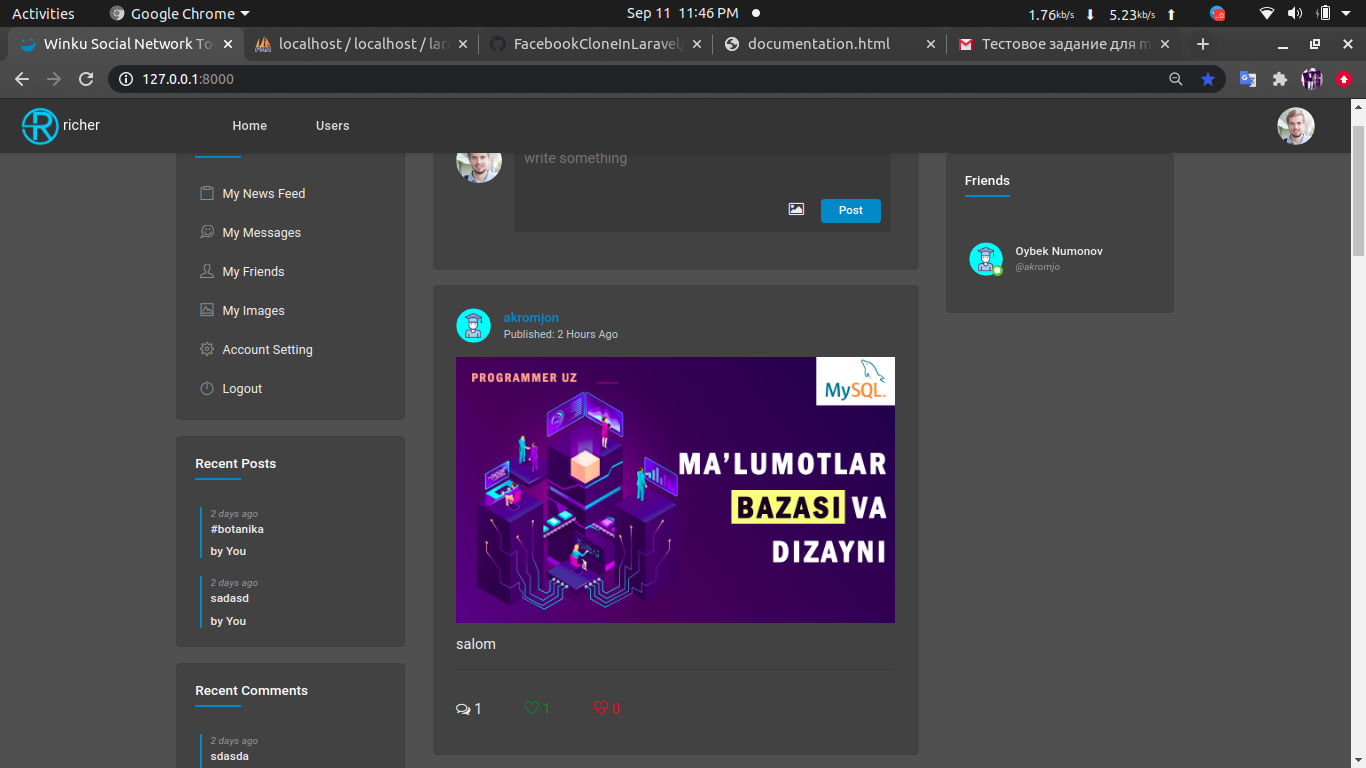 Activities
Google Chrome
Sep 11 11:46 PM
1.76kb/s
5.23kb/s
Winku Social Network To
localhost / localhost / lar
FacebookCloneInLaravel/
documentation.html
Тестовое задание для m
127.0.0.1:8000
richer
Home
Users
My News Feed
My Messages
My Friends
My Images
Account Setting
Logout
Recent Posts
2 days ago
#botanika
by You
2 days ago
sadasd
by You
Recent Comments
2 days ago
sdasda
write something
Post
akromjon
Published: 2 Hours Ago
PROGRAMMER UZ
MySQL
MA’LUMOTLAR
BAZASI VA
DIZAYNI
salom
1
1
0
Friends
Oybek Numonov
@akromjo